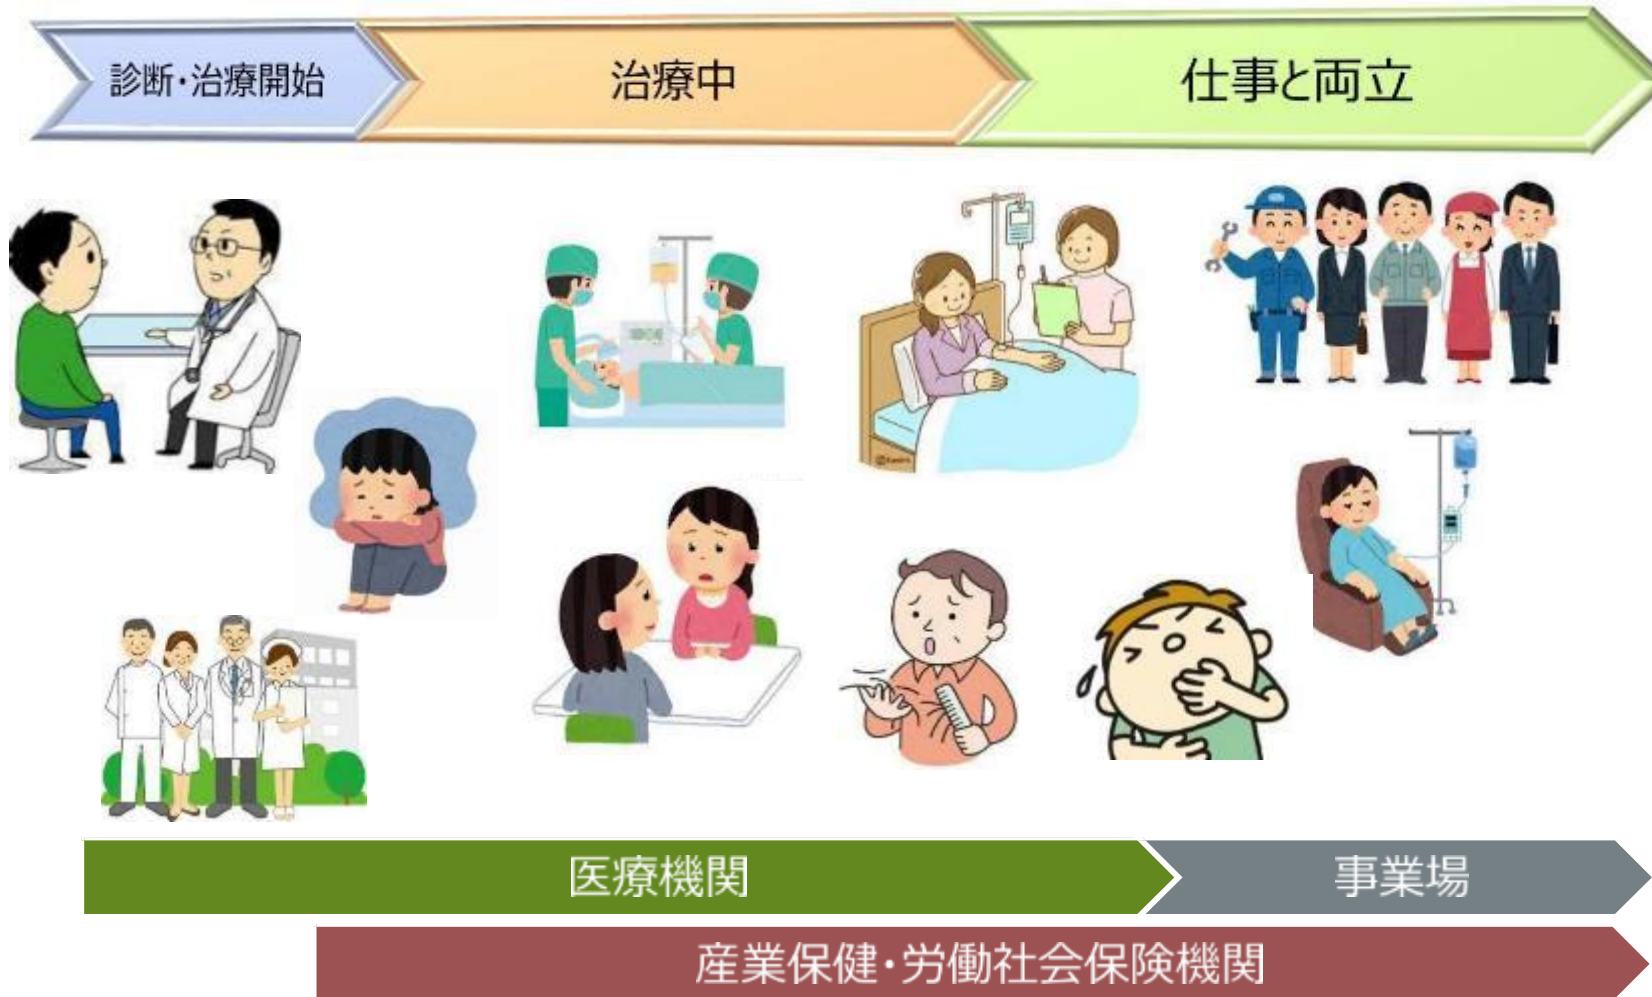 診断・治療開始
治療中
仕事と両立
医療機関
事業場
産業保健・労働社会保険機関